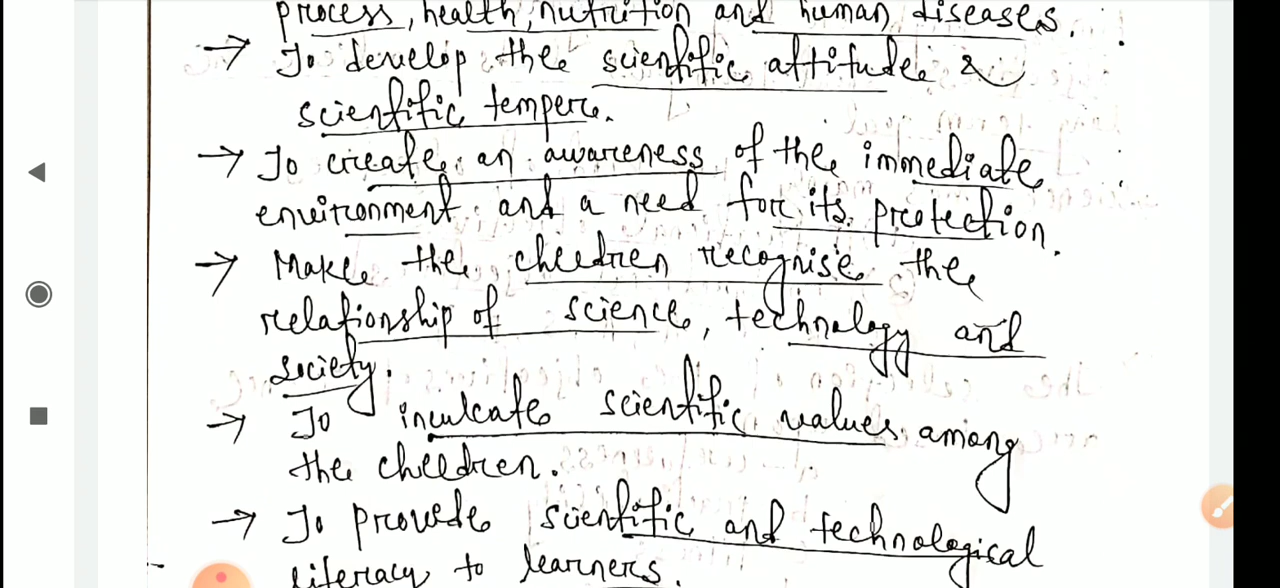 process, health, nutrition and human diseases.
→ To develop the scientific attitude &
scientific temper.
→ To create an awareness of the immediate
environment and a need for its protection.
→ Make the children recognise the
relationship of science, technology and
society.
→ To inculcate scientific values among
the children.
→ To provide scientific and technological
literacy to learners.